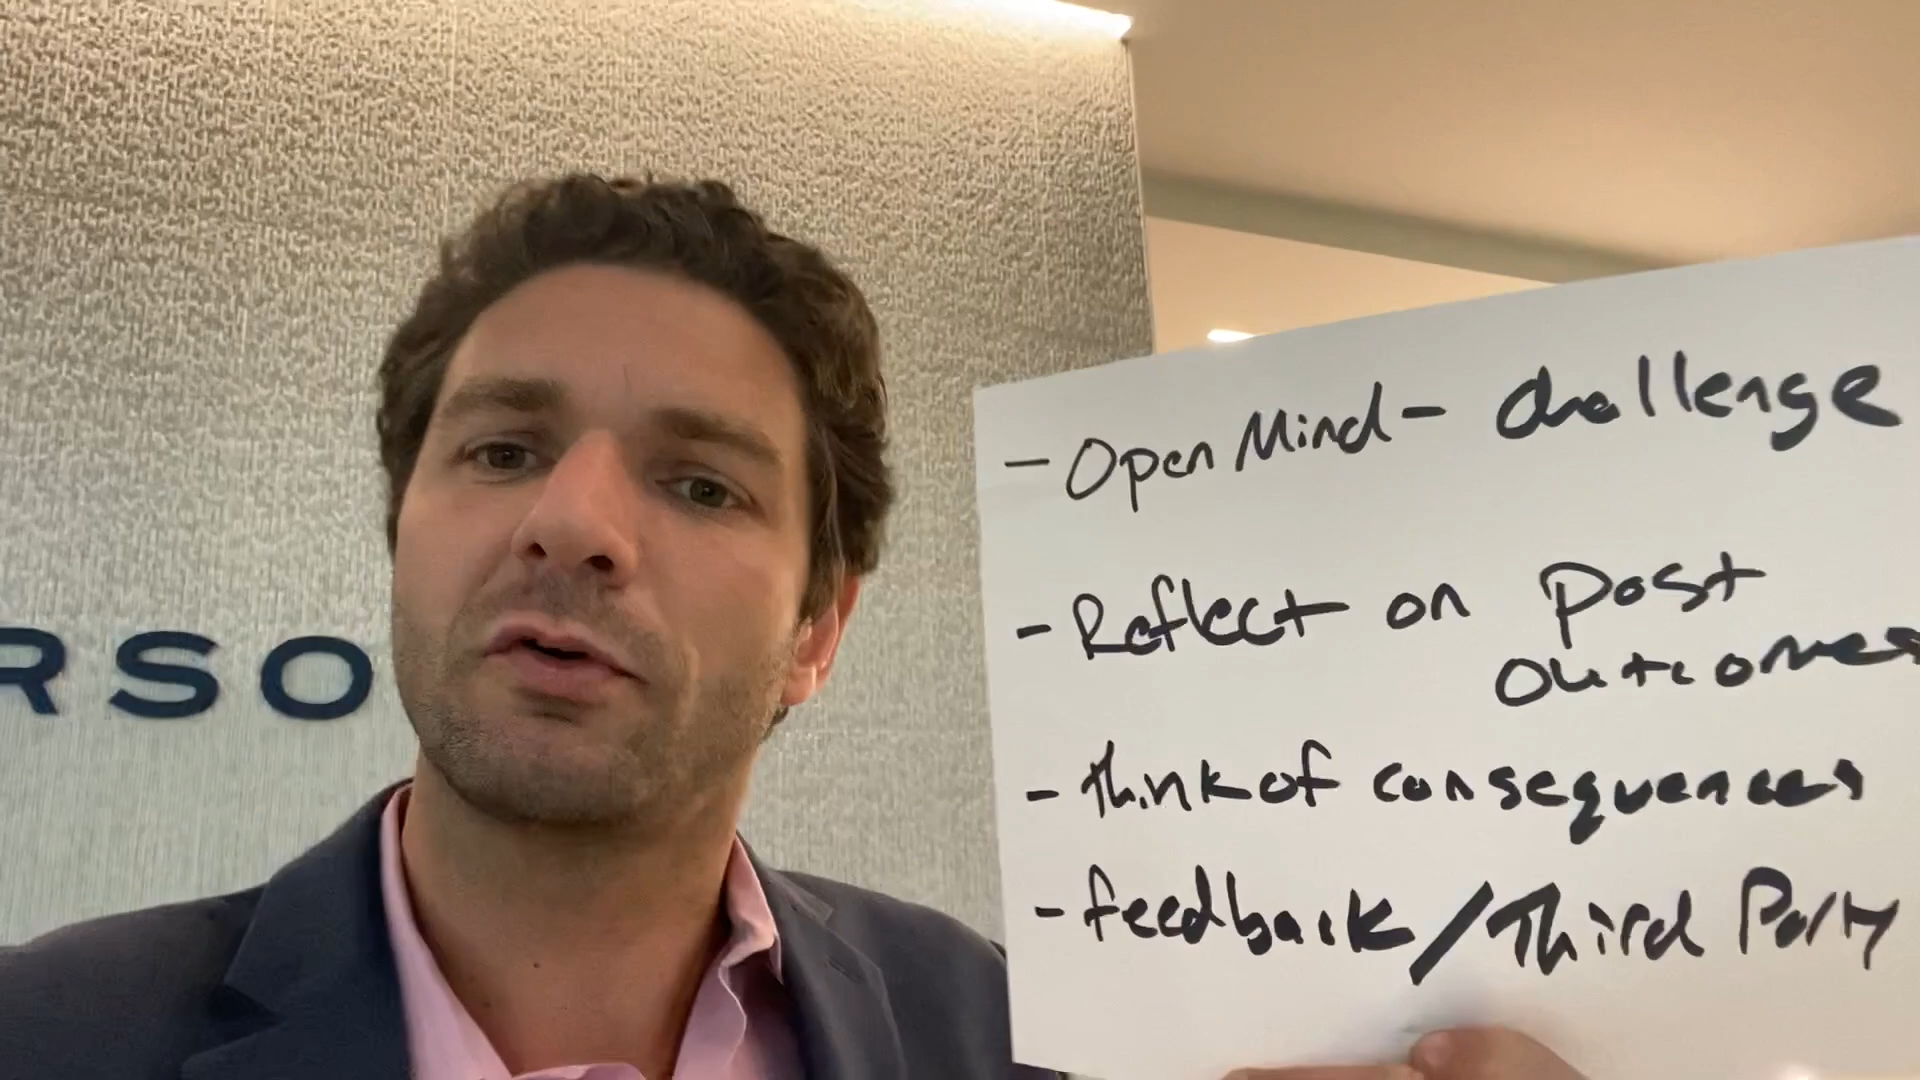 RSO
- Open Mind - Challenge
- Reflect on past
outcomes
- Think of consequences
- feedback / Third Party